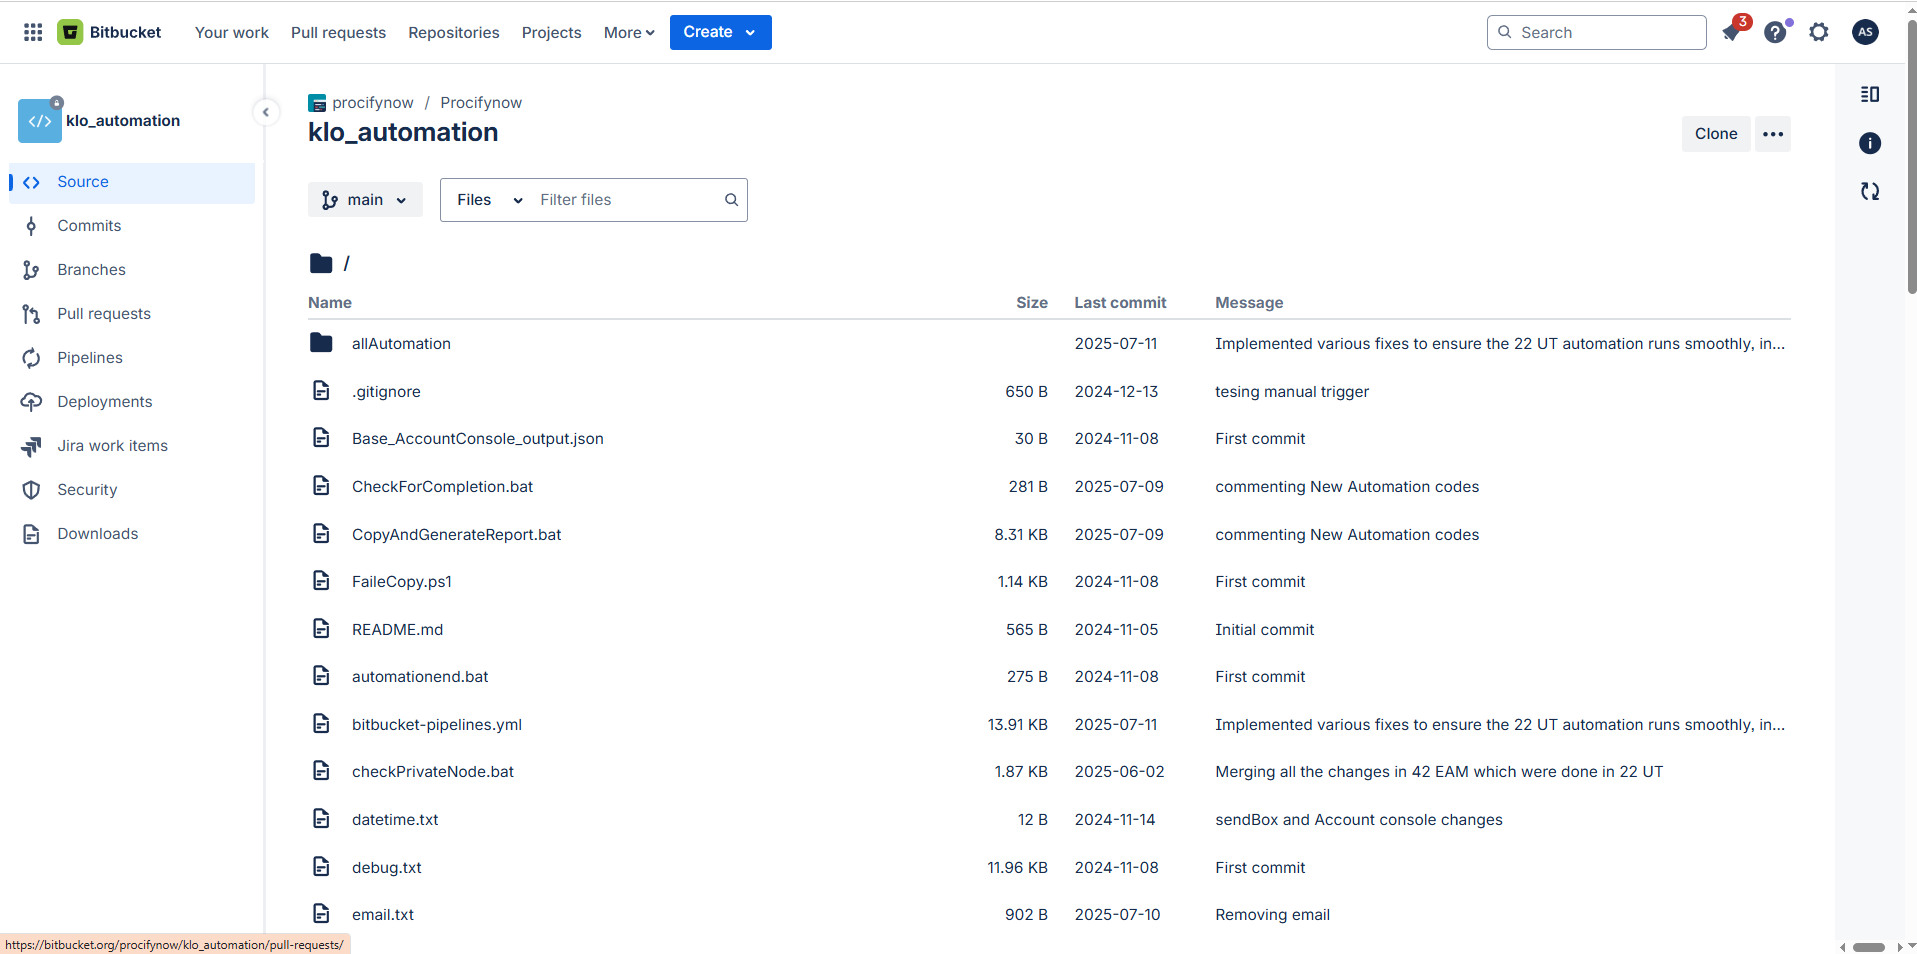 Bitbucket Your work Pull requests Repositories Projects More Create Search 3 AS
klo_automation
Source
Commits
Branches
Pull requests
Pipelines
Deployments
Jira work items
Security
Downloads
procifynow / Procifynow
klo_automation
Clone
main Files Filter files
/
Name Size Last commit Message
allAutomation 2025-07-11 Implemented various fixes to ensure the 22 UT automation runs smoothly, in...
.gitignore 650 B 2024-12-13 tesing manual trigger
Base_AccountConsole_output.json 30 B 2024-11-08 First commit
CheckForCompletion.bat 281 B 2025-07-09 commenting New Automation codes
CopyAndGenerateReport.bat 8.31 KB 2025-07-09 commenting New Automation codes
FaileCopy.ps1 1.14 KB 2024-11-08 First commit
README.md 565 B 2024-11-05 Initial commit
automationend.bat 275 B 2024-11-08 First commit
bitbucket-pipelines.yml 13.91 KB 2025-07-11 Implemented various fixes to ensure the 22 UT automation runs smoothly, in...
checkPrivateNode.bat 1.87 KB 2025-06-02 Merging all the changes in 42 EAM which were done in 22 UT
datetime.txt 12 B 2024-11-14 sendBox and Account console changes
debug.txt 11.96 KB 2024-11-08 First commit
email.txt 902 B 2025-07-10 Removing email
https://bitbucket.org/procifynow/klo_automation/pull-requests/